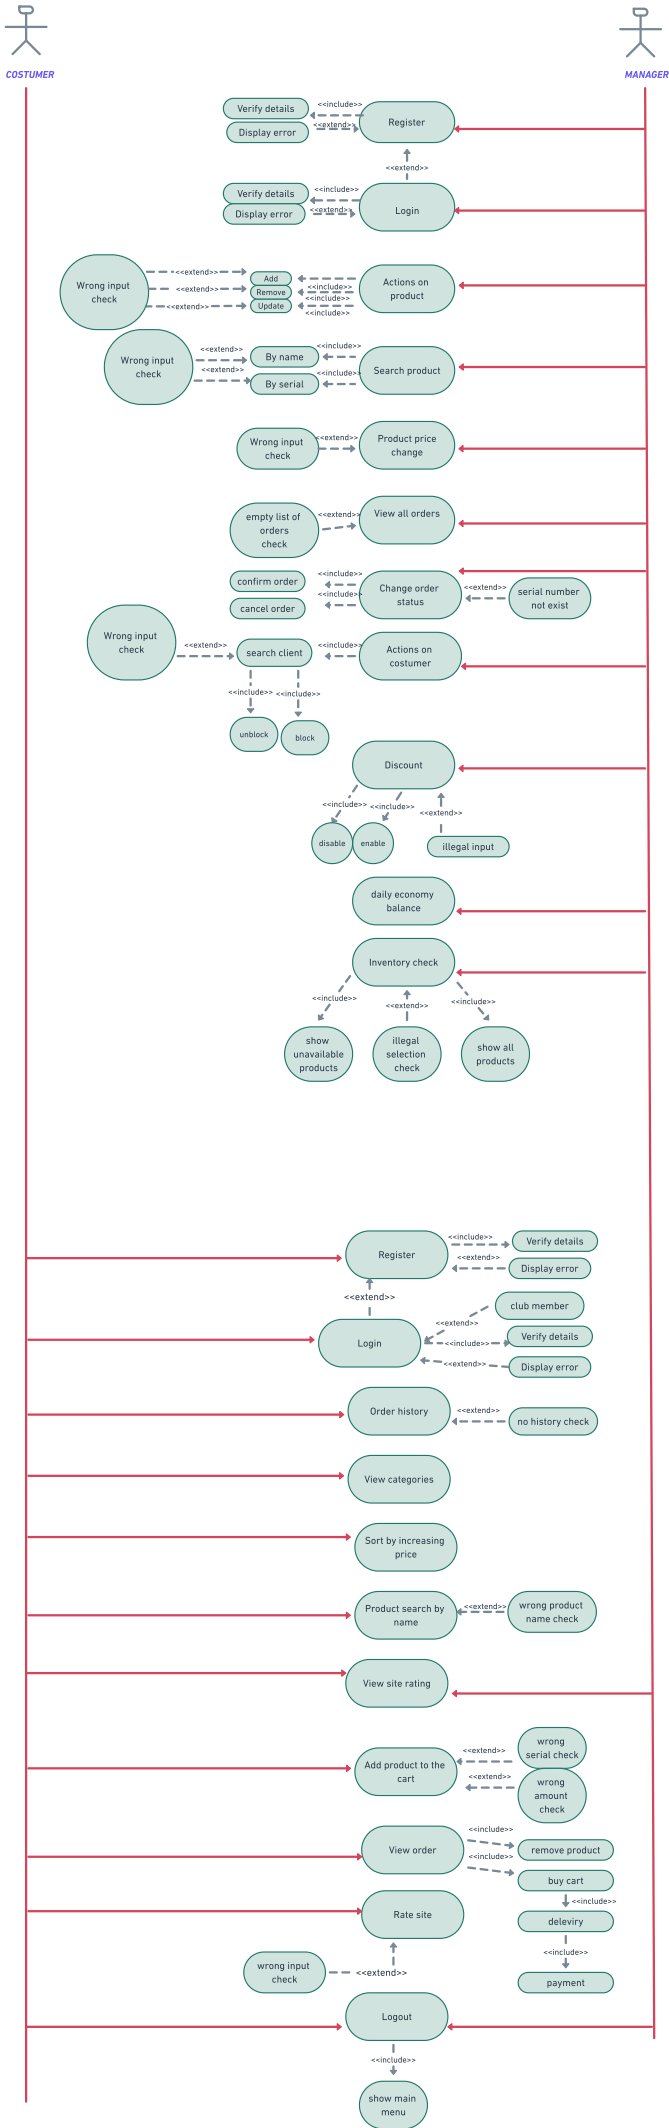 COSTUMER
MANAGER
Verify details
<<include>>
Register
Display error
<<extend>>
<<extend>>
Verify details
<<include>>
Login
Display error
<<extend>>
Wrong input
check
<<extend>>
<<extend>>
<<extend>>
Add
Remove
Update
<<include>>
<<include>>
<<include>>
Actions on
product
Wrong input
check
<<extend>>
<<extend>>
By name
By serial
<<include>>
<<include>>
Search product
Wrong input
check
<<extend>>
Product price
change
empty list of
orders
check
<<extend>>
View all orders
confirm order
cancel order
<<include>>
<<include>>
Change order
status
<<extend>>
serial number
not exist
Wrong input
check
<<extend>>
search client
<<include>>
Actions on
costumer
<<include>>
<<include>>
unblock
block
Discount
<<include>>
<<include>>
<<extend>>
disable
enable
illegal input
daily economy
balance
Inventory check
<<include>>
<<extend>>
<<include>>
show
unavailable
products
illegal
selection
check
show all
products
Register
<<include>>
Verify details
<<extend>>
Display error
<<extend>>
club member
Login
<<extend>>
<<include>>
Verify details
<<extend>>
Display error
Order history
<<extend>>
no history check
View categories
Sort by increasing
price
Product search by
name
<<extend>>
wrong product
name check
View site rating
Add product to the
cart
<<extend>>
wrong
serial check
<<extend>>
wrong
amount
check
View order
<<include>>
remove product
<<include>>
buy cart
<<include>>
deleviry
<<include>>
payment
Rate site
wrong input
check
<<extend>>
Logout
<<include>>
show main
menu